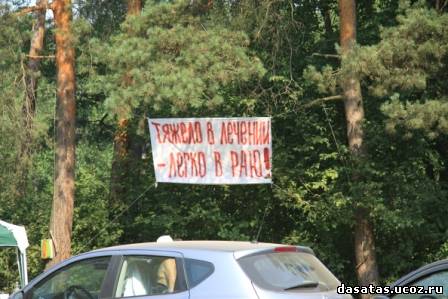 ТЯЖЕЛО В ЛЕЧЕНИИ
- ЛЕГКО В РАЮ!
dasatas.ucoz.ru